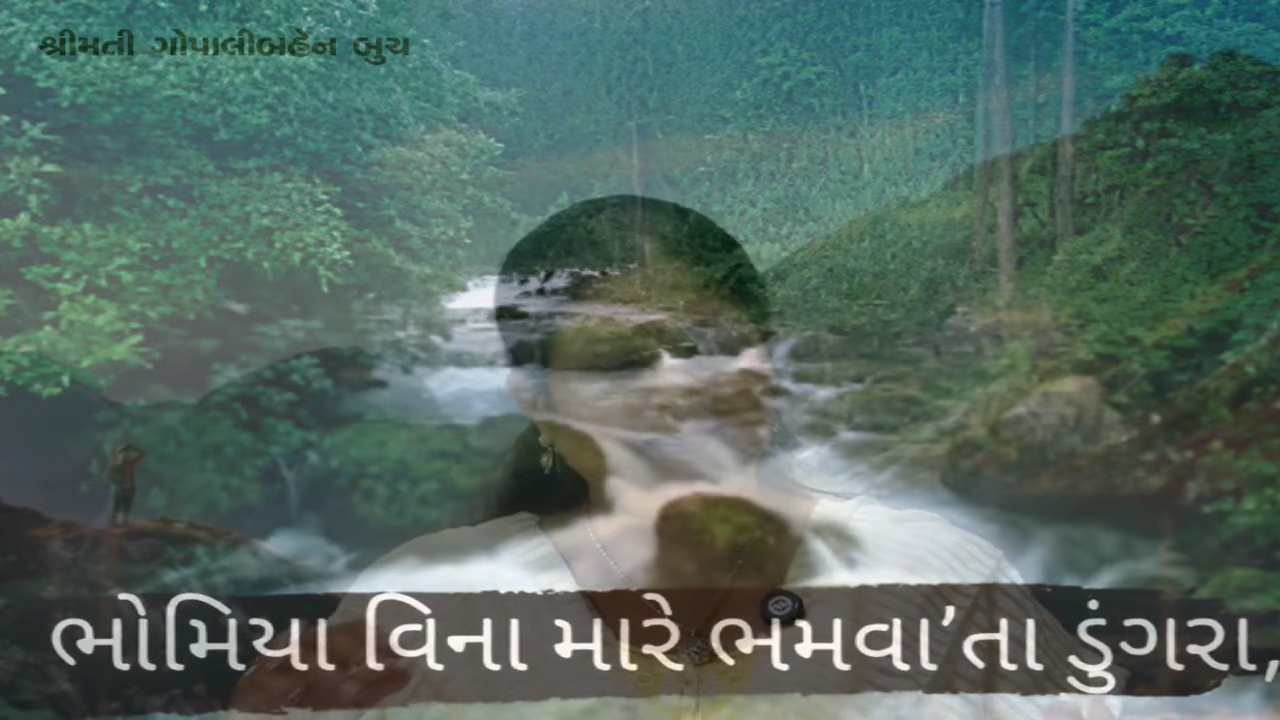 શ્રીમતી ગોપાલીબહેન બુચ
ભોમિયા વિના મારે ભમવા’તા ડુંગરા,